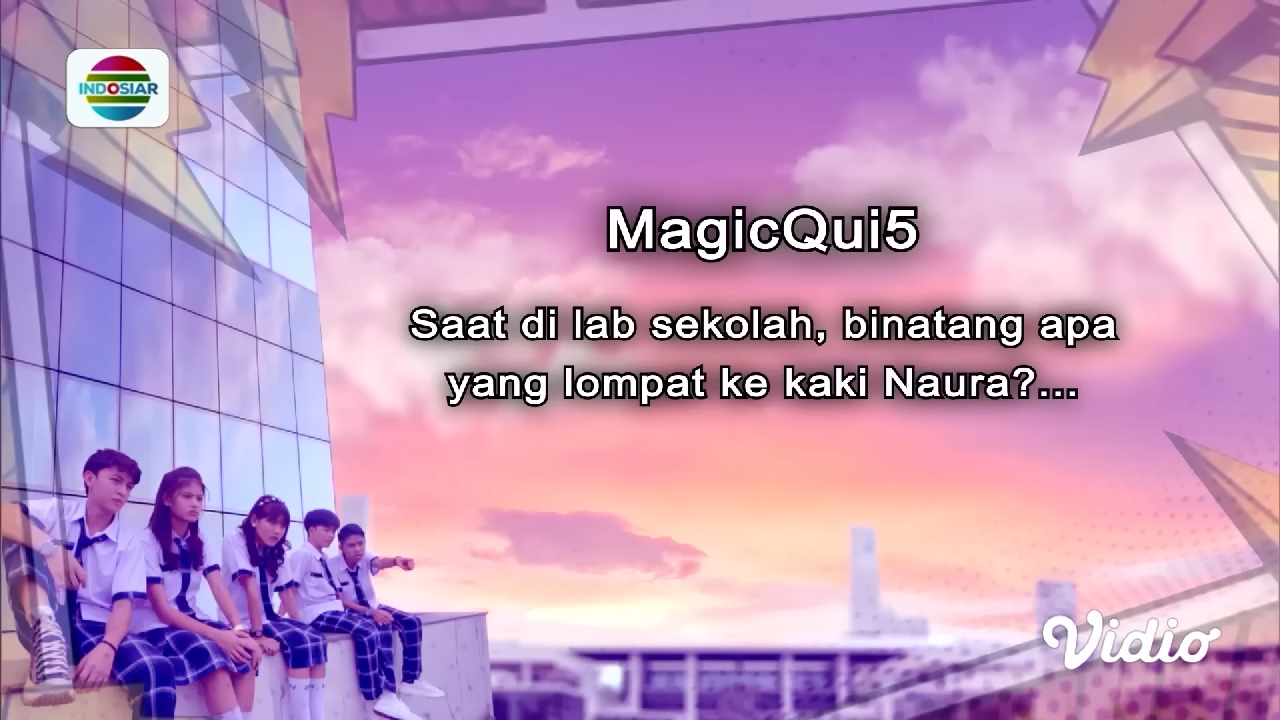 INDOSIAR
MagicQui5
Saat di lab sekolah, binatang apa
yang lompat ke kaki Naura?...
Vidio